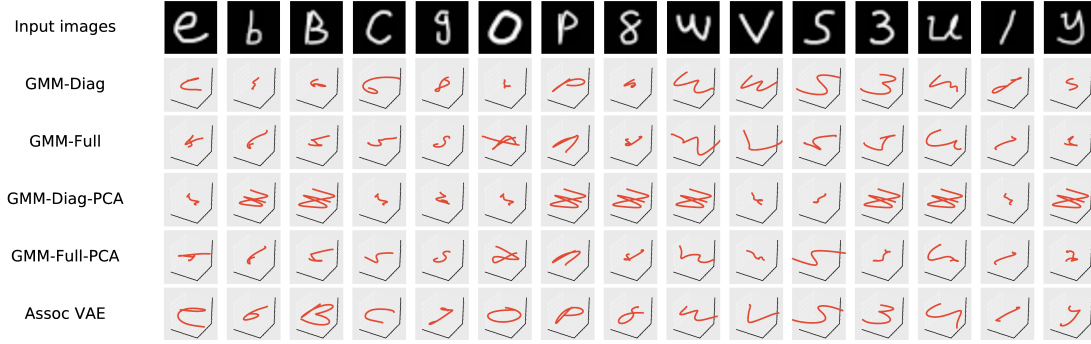 Input images e b B C g O P 8 w V S 3 u / y
GMM-Diag
GMM-Full
GMM-Diag-PCA
GMM-Full-PCA
Assoc VAE